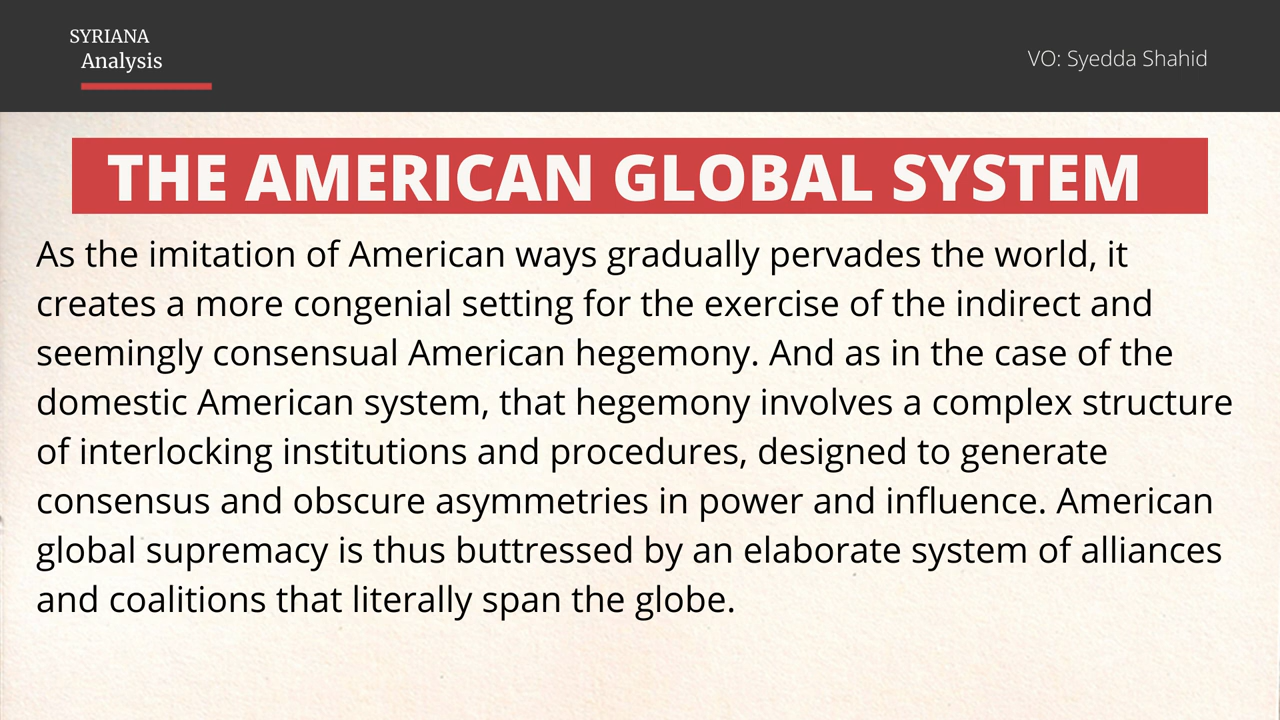 SYRIANA
Analysis
VO: Syedda Shahid
THE AMERICAN GLOBAL SYSTEM
As the imitation of American ways gradually pervades the world, it
creates a more congenial setting for the exercise of the indirect and
seemingly consensual American hegemony. And as in the case of the
domestic American system, that hegemony involves a complex structure
of interlocking institutions and procedures, designed to generate
consensus and obscure asymmetries in power and influence. American
global supremacy is thus buttressed by an elaborate system of alliances
and coalitions that literally span the globe.